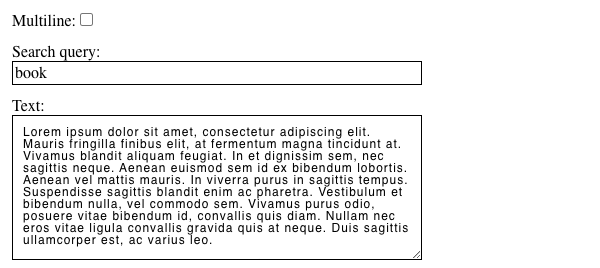 Multiline:
Search query:
book
Text:
Lorem ipsum dolor sit amet, consectetur adipiscing elit.
Mauris fringilla finibus elit, at fermentum magna tincidunt at.
Vivamus blandit aliquam feugiat. In et dignissim sem, nec
sagittis neque. Aenean euismod sem id ex bibendum lobortis.
Aenean vel mattis mauris. In viverra purus in sagittis tempus.
Suspendisse sagittis blandit enim ac pharetra. Vestibulum et
bibendum nulla, vel commodo sem. Vivamus purus odio,
posuere vitae bibendum id, convallis quis diam. Nullam nec
eros vitae ligula convallis gravida quis at neque. Duis sagittis
ullamcorper est, ac varius leo.